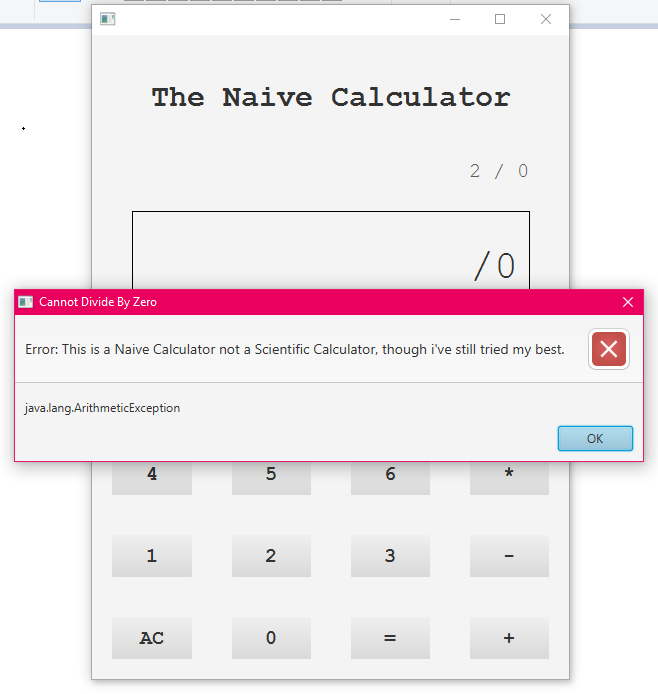 The Naive Calculator
2 / 0
/0
Cannot Divide By Zero
Error: This is a Naive Calculator not a Scientific Calculator, though i've still tried my best.
java.lang.ArithmeticException
OK
4 5 6 *
1 2 3 -
AC 0 = +